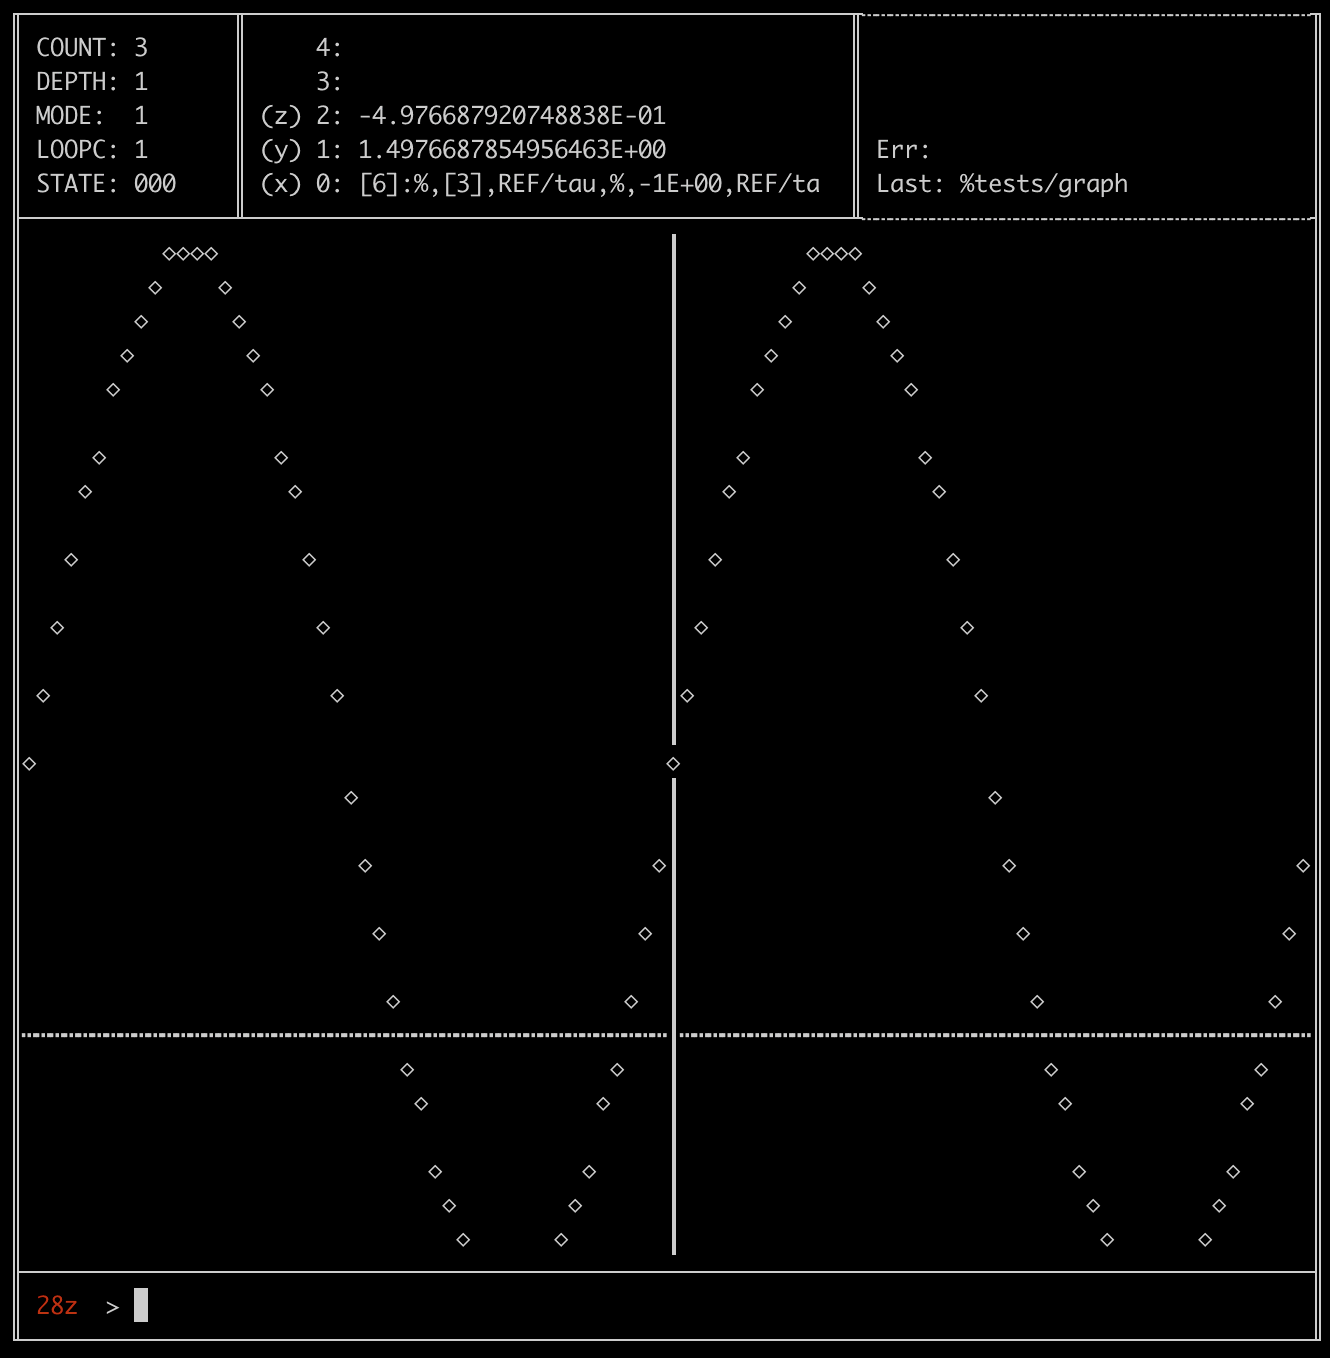 COUNT: 3
DEPTH: 1
MODE:  1
LOOPC: 1
STATE: 000
4:
3:
(z) 2: -4.976687920748838E-01
(y) 1: 1.4976687854956463E+00
(x) 0: [6]:%,[3],REF/tau,%,-1E+00,REF/ta
Err:
Last: %tests/graph
28z  >